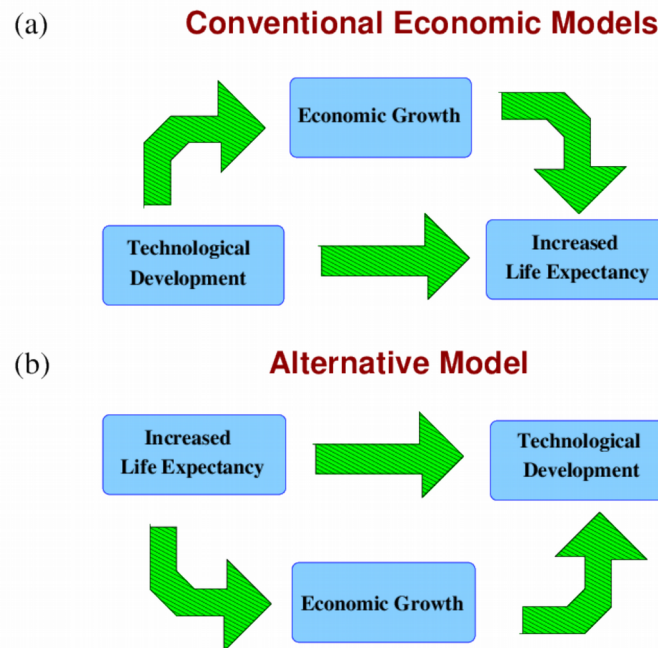 (a) Conventional Economic Models
Economic Growth
Technological
Development
Increased
Life Expectancy
(b) Alternative Model
Increased
Life Expectancy
Technological
Development
Economic Growth